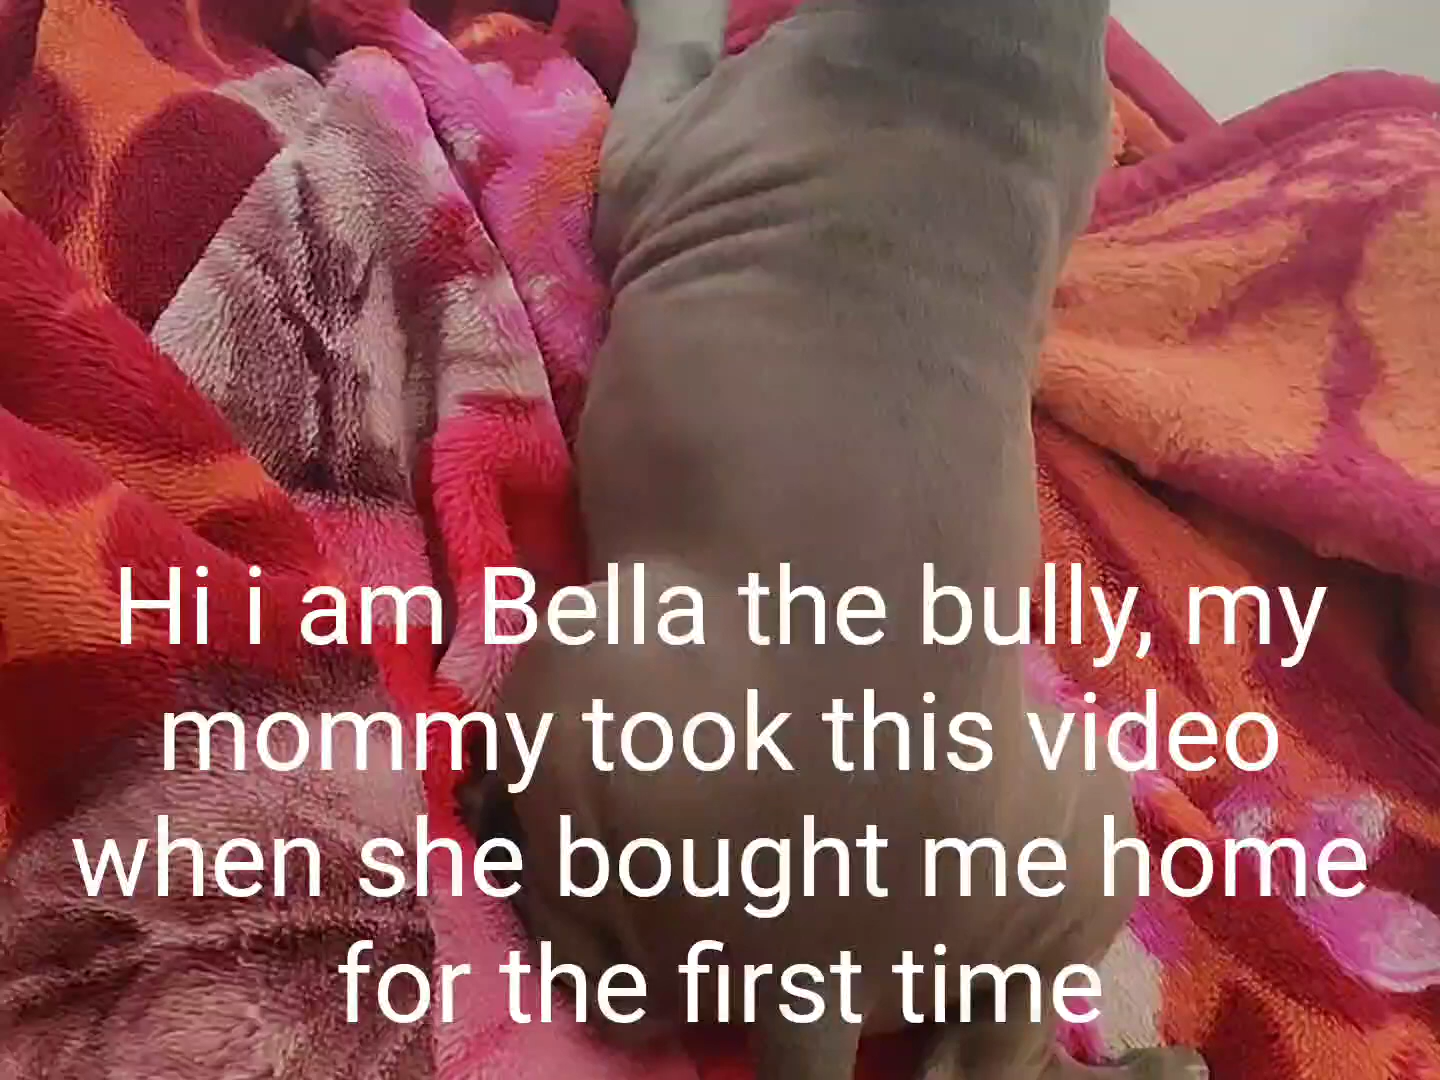 Hi i am Bella the bully, my
mommy took this video
when she bought me home
for the first time